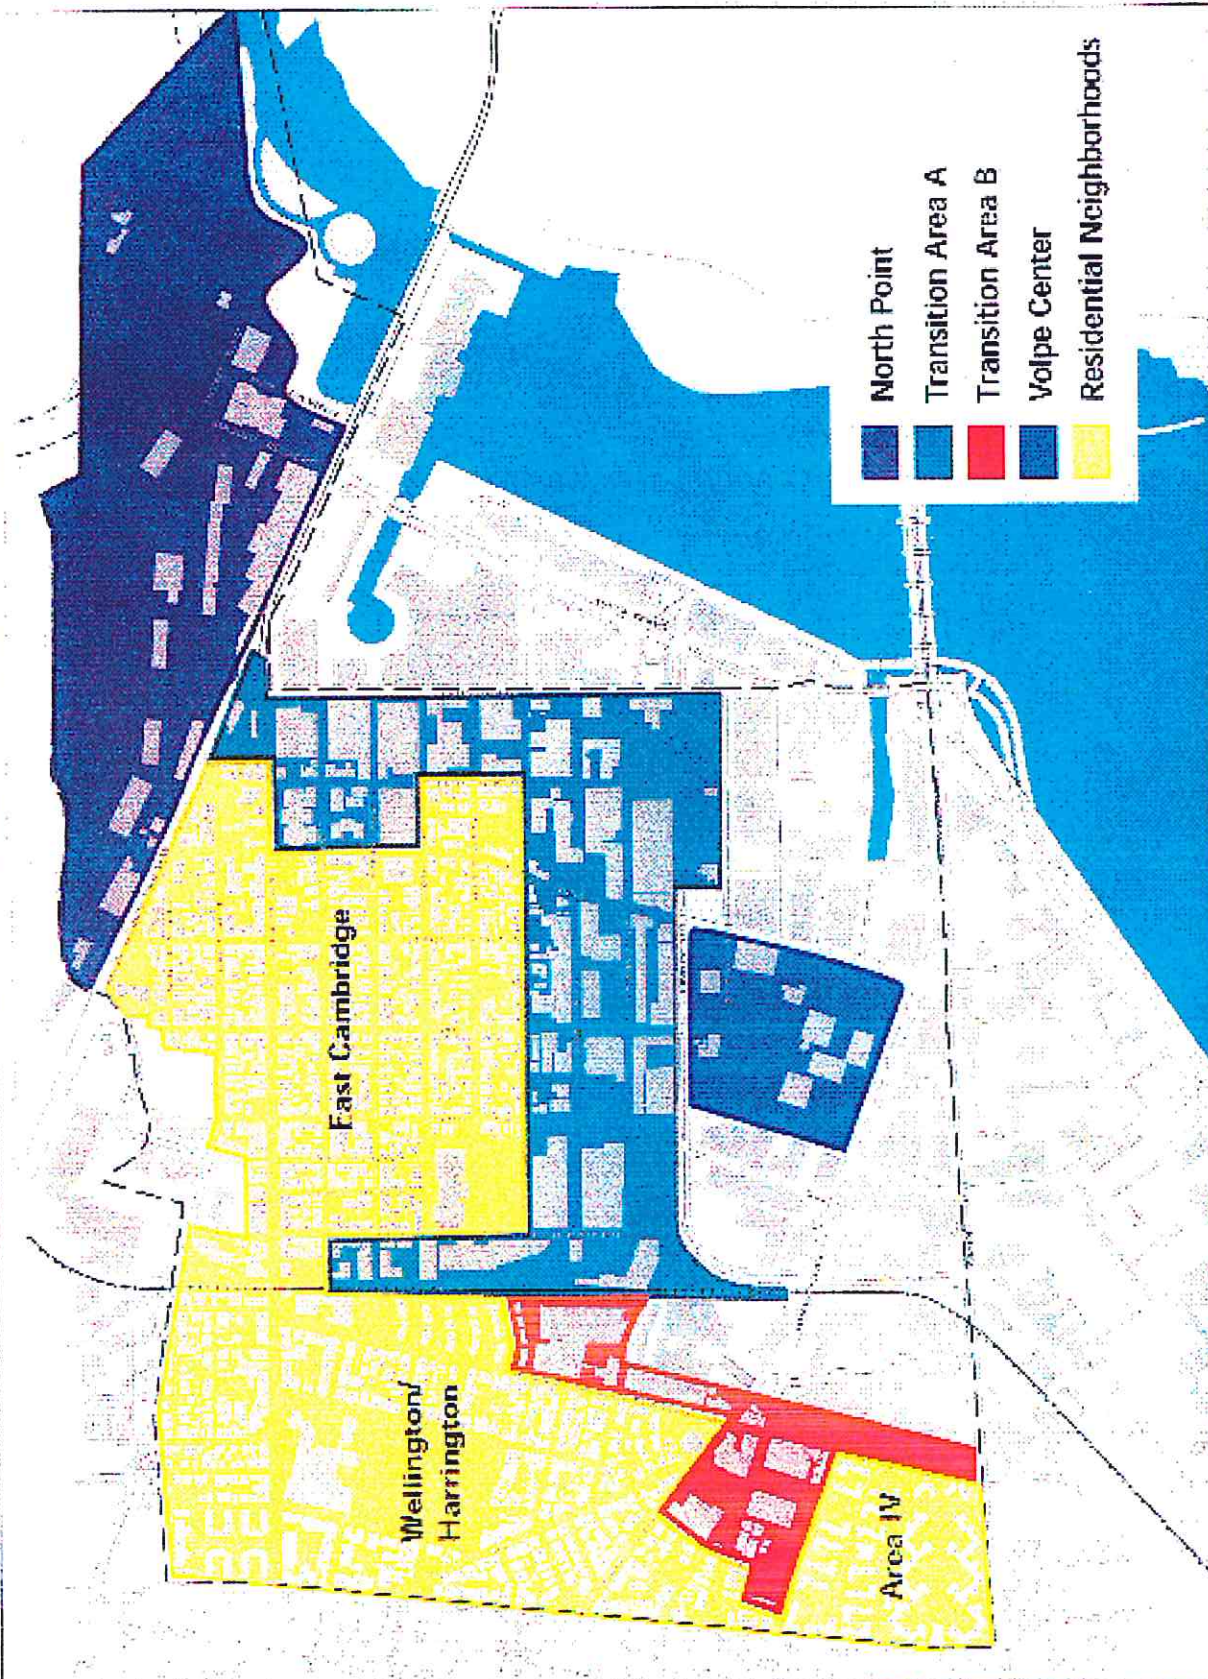 East Cambridge
Wellington/
Harrington
Area IV
North Point
Transition Area A
Transition Area B
Volpe Center
Residential Neighborhoods